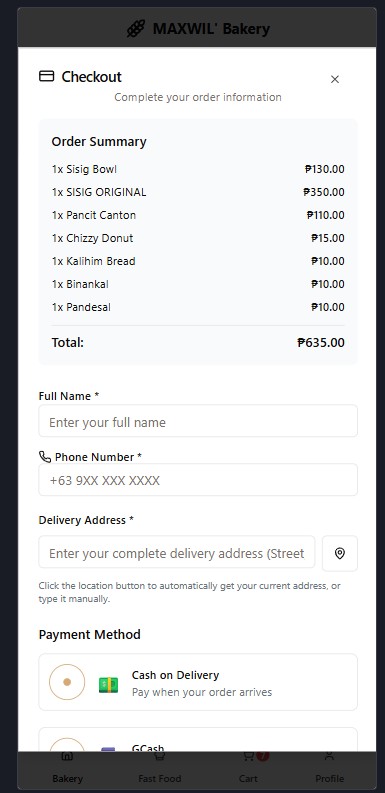 MAXWIL' Bakery
Checkout
Complete your order information
Order Summary
1x Sisig Bowl ₱130.00
1x SISIG ORIGINAL ₱350.00
1x Pancit Canton ₱110.00
1x Chizzy Donut ₱15.00
1x Kalihim Bread ₱10.00
1x Binankal ₱10.00
1x Pandesal ₱10.00
Total: ₱635.00
Full Name *
Enter your full name
Phone Number *
+63 9XX XXX XXXX
Delivery Address *
Enter your complete delivery address (Street
Click the location button to automatically get your current address, or
type it manually.
Payment Method
Cash on Delivery
Pay when your order arrives
GCash
Bakery Fast Food Cart Profile